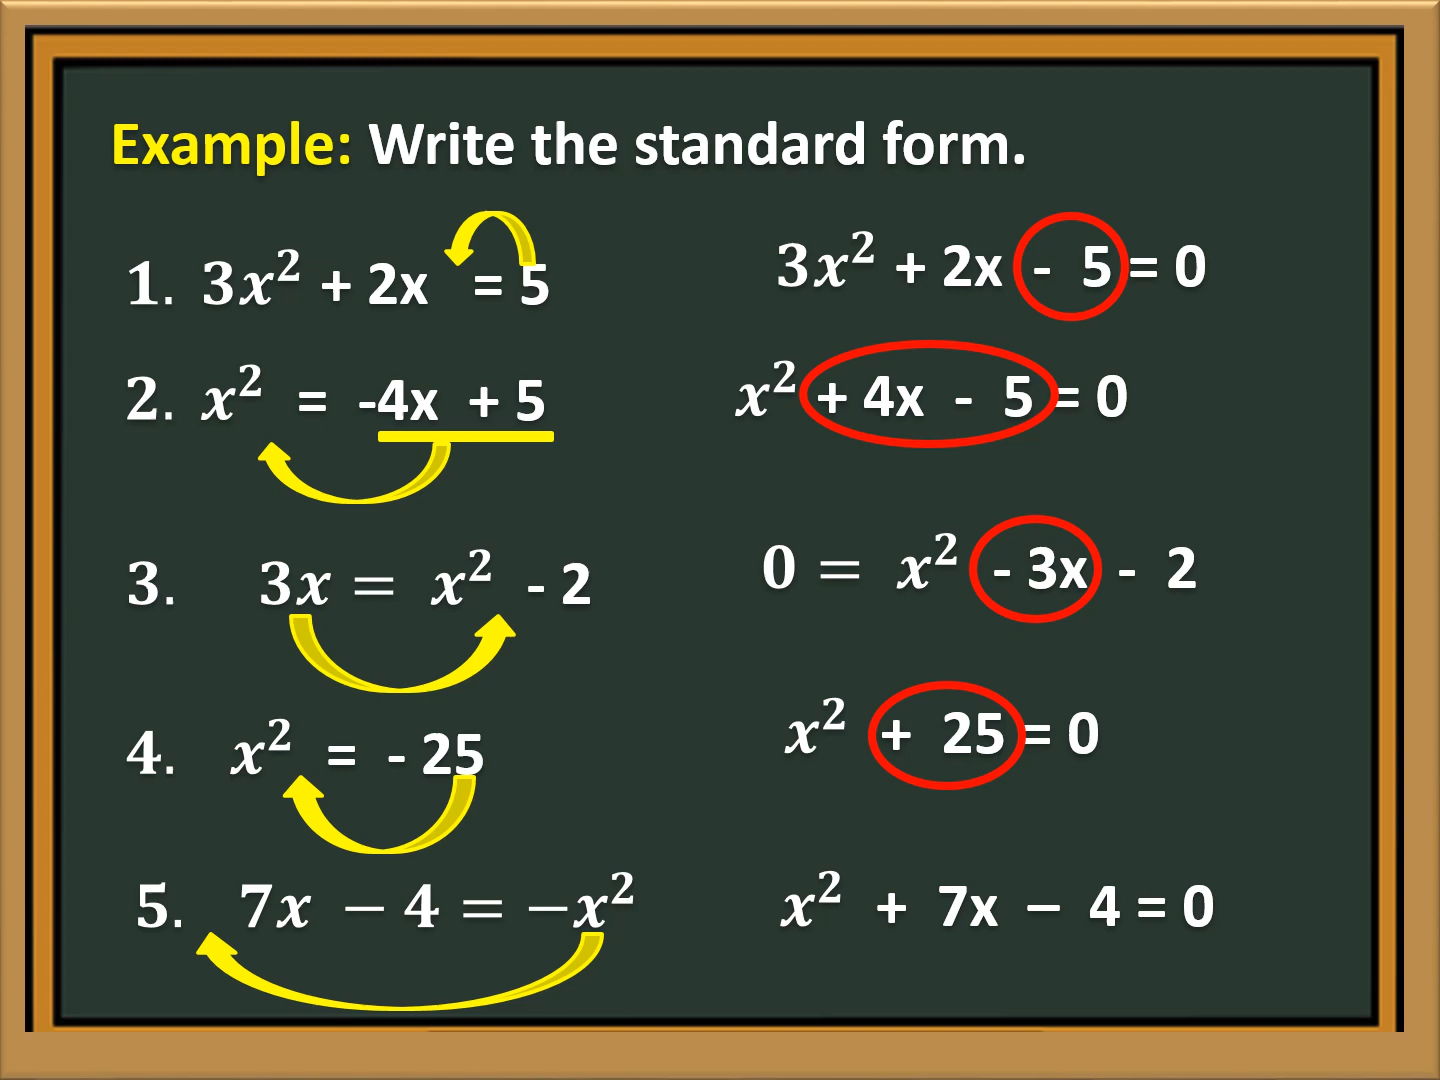 Example: Write the standard form.
1. 3x² + 2x = 5
3x² + 2x - 5 = 0
2. x² = -4x + 5
x² + 4x - 5 = 0
3. 3x = x² - 2
0 = x² - 3x - 2
4. x² = - 25
x² + 25 = 0
5. 7x − 4 = −x²
x² + 7x – 4 = 0